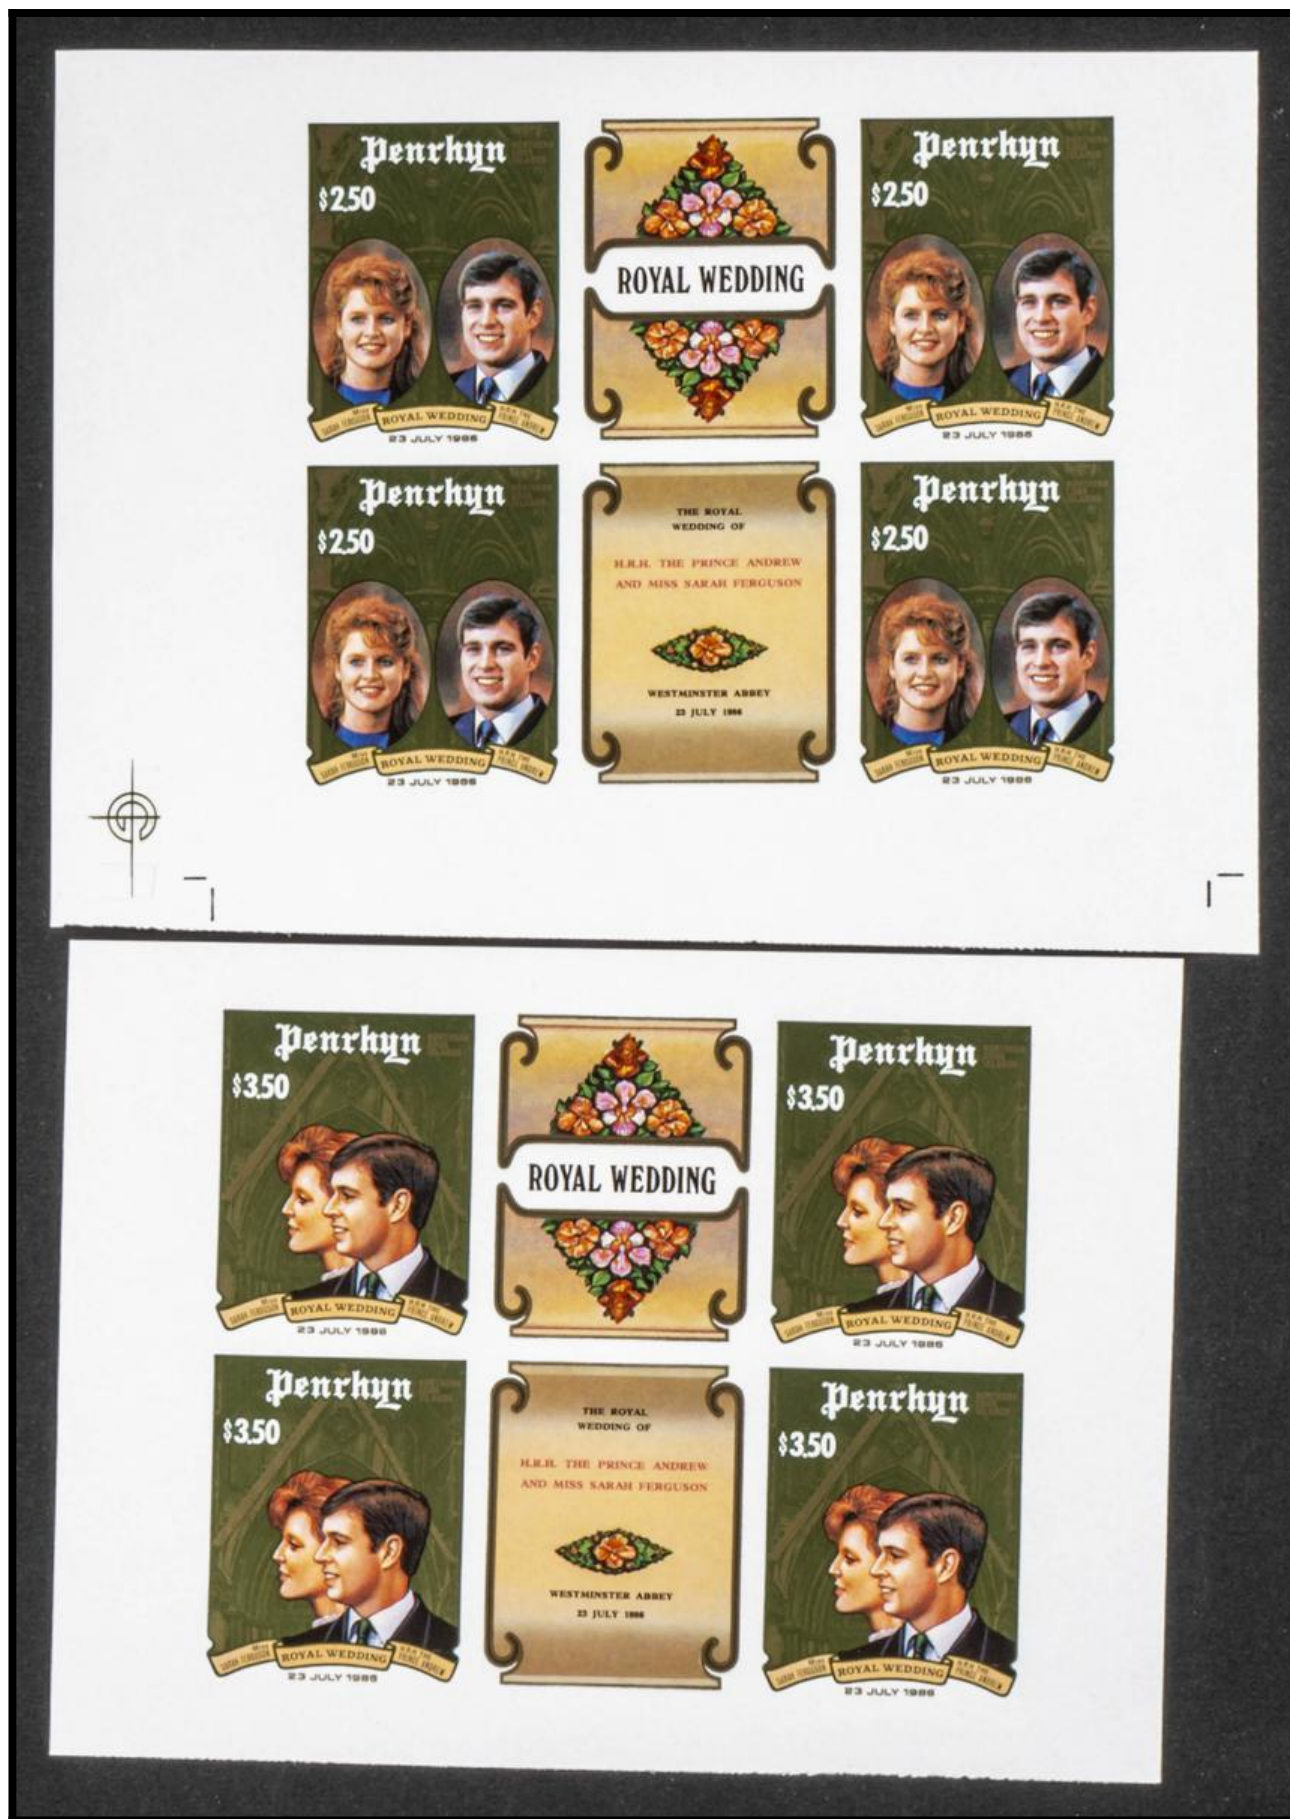 Penrhyn
$2.50
MISS
SARAH FERGUSON
ROYAL WEDDING
H.R.H. THE
PRINCE ANDREW
23 JULY 1986
ROYAL WEDDING
Penrhyn
$2.50
MISS
SARAH FERGUSON
ROYAL WEDDING
H.R.H. THE
PRINCE ANDREW
23 JULY 1986
Penrhyn
$2.50
MISS
SARAH FERGUSON
ROYAL WEDDING
H.R.H. THE
PRINCE ANDREW
23 JULY 1986
THE ROYAL
WEDDING OF
H.R.H. THE PRINCE ANDREW
AND MISS SARAH FERGUSON
WESTMINSTER ABBEY
23 JULY 1986
Penrhyn
$2.50
MISS
SARAH FERGUSON
ROYAL WEDDING
H.R.H. THE
PRINCE ANDREW
23 JULY 1986
Penrhyn
$3.50
MISS
SARAH FERGUSON
ROYAL WEDDING
H.R.H. THE
PRINCE ANDREW
23 JULY 1986
ROYAL WEDDING
Penrhyn
$3.50
MISS
SARAH FERGUSON
ROYAL WEDDING
H.R.H. THE
PRINCE ANDREW
23 JULY 1986
Penrhyn
$3.50
MISS
SARAH FERGUSON
ROYAL WEDDING
H.R.H. THE
PRINCE ANDREW
23 JULY 1986
THE ROYAL
WEDDING OF
H.R.H. THE PRINCE ANDREW
AND MISS SARAH FERGUSON
WESTMINSTER ABBEY
23 JULY 1986
Penrhyn
$3.50
MISS
SARAH FERGUSON
ROYAL WEDDING
H.R.H. THE
PRINCE ANDREW
23 JULY 1986